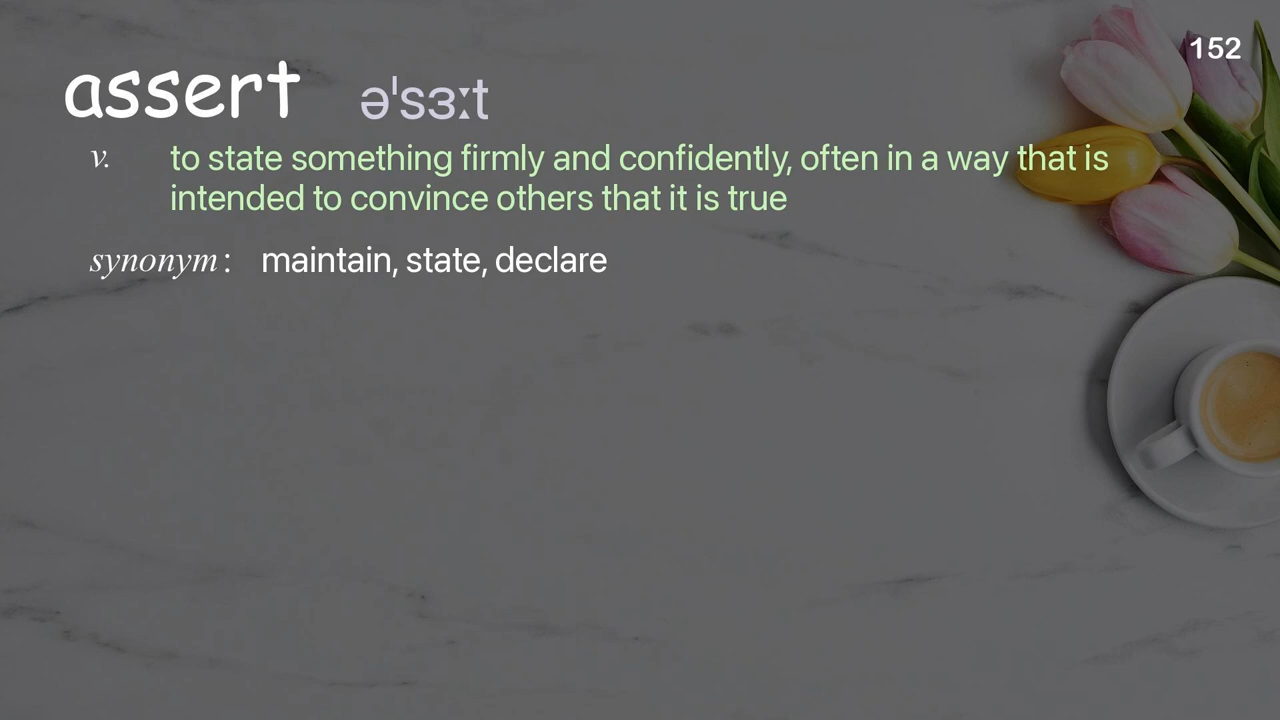 152
assert əˈsɜːt
v. to state something firmly and confidently, often in a way that is
intended to convince others that it is true
synonym: maintain, state, declare